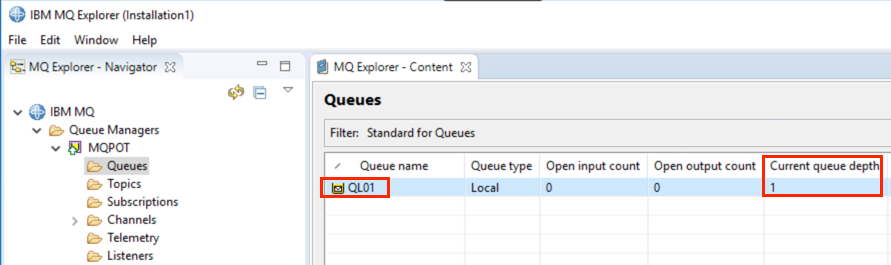 IBM MQ Explorer (Installation1)
File Edit Window Help
MQ Explorer - Navigator
IBM MQ
Queue Managers
MQPOT
Queues
Topics
Subscriptions
Channels
Telemetry
Listeners
MQ Explorer - Content
Queues
Filter: Standard for Queues
Queue name Queue type Open input count Open output count Current queue depth
QL01 Local 0 0 1